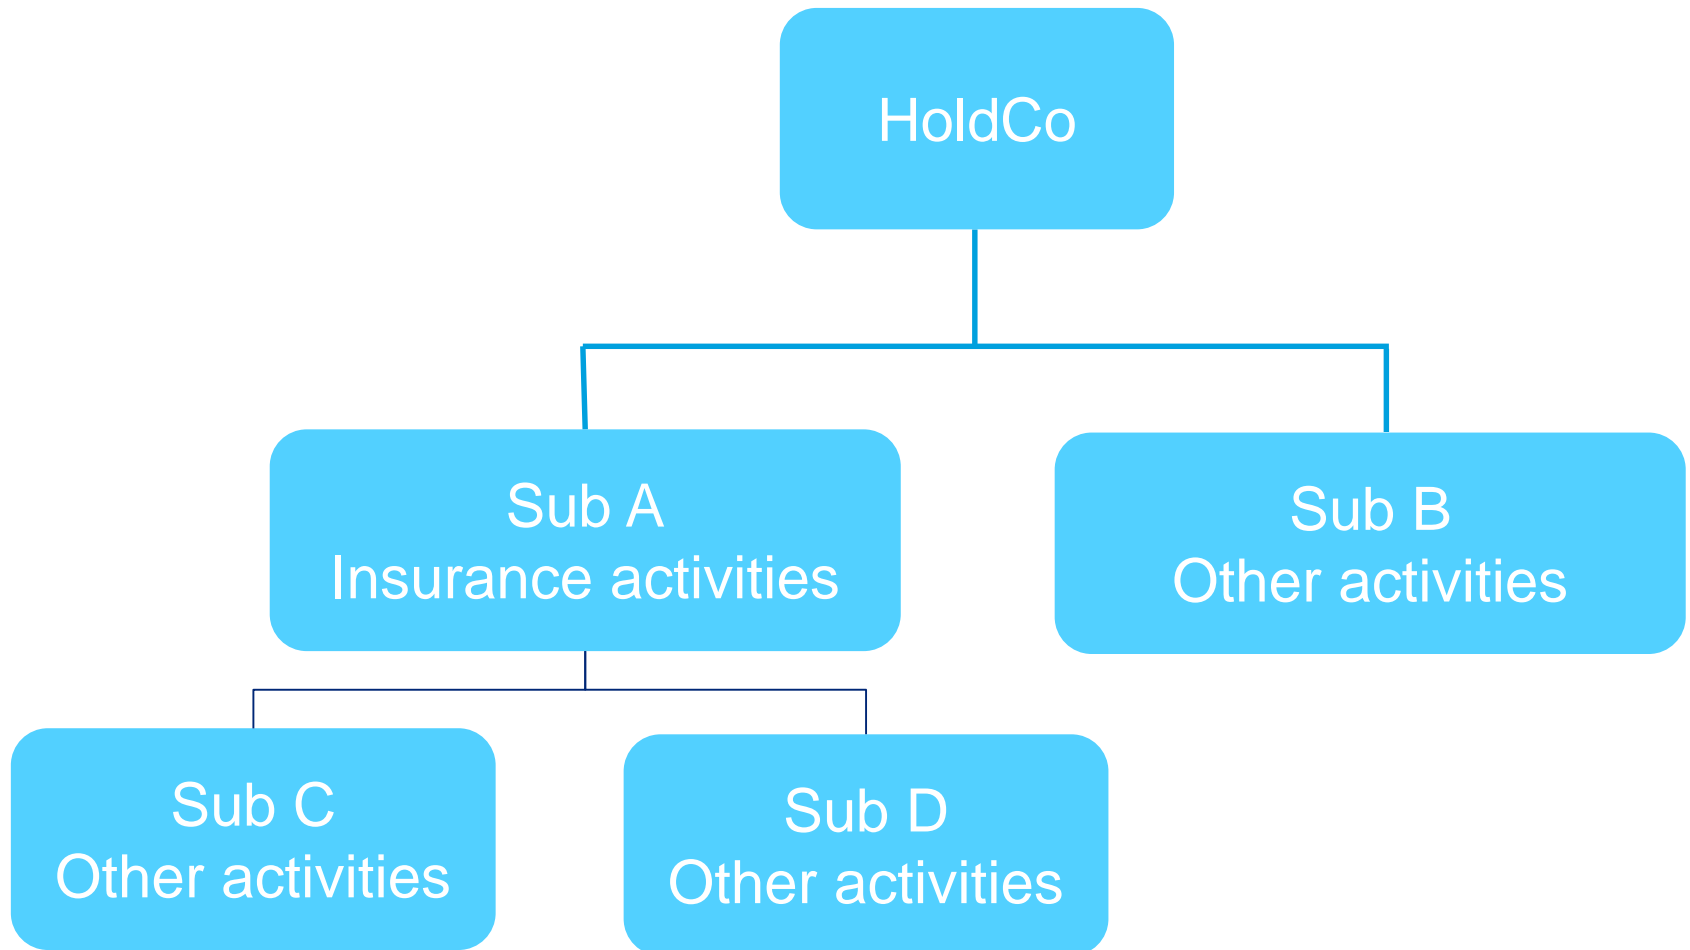 HoldCo
Sub A
Insurance activities
Sub B
Other activities
Sub C
Other activities
Sub D
Other activities